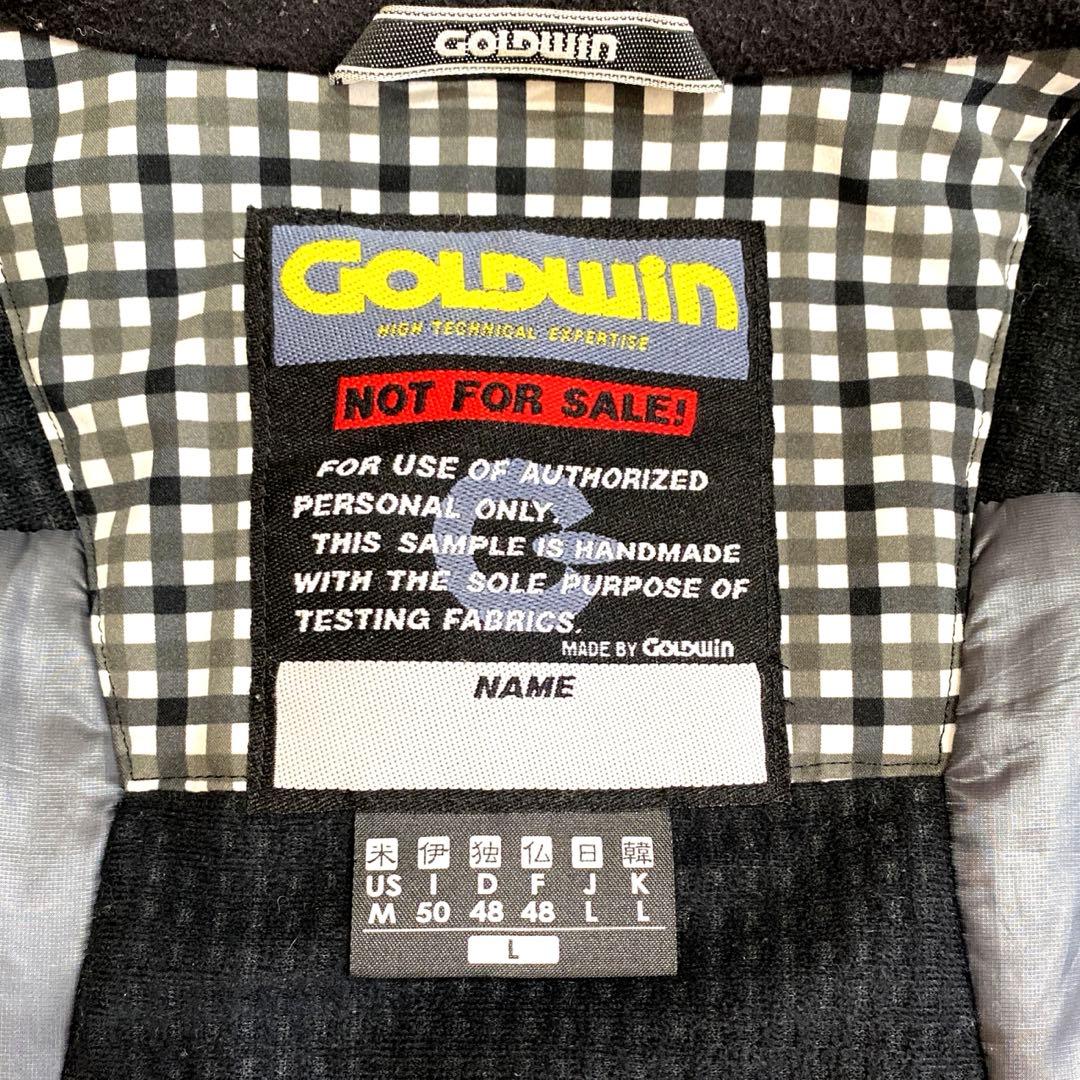 GOLDWIN
GOLDWIN
HIGH TECHNICAL EXPERTISE
NOT FOR SALE!
FOR USE OF AUTHORIZED
PERSONAL ONLY.
THIS SAMPLE IS HANDMADE
WITH THE SOLE PURPOSE OF
TESTING FABRICS.
MADE BY GOLDWIN
NAME
米 伊 独 仏 日 韓
US I D F J K
M 50 48 48 L L
L